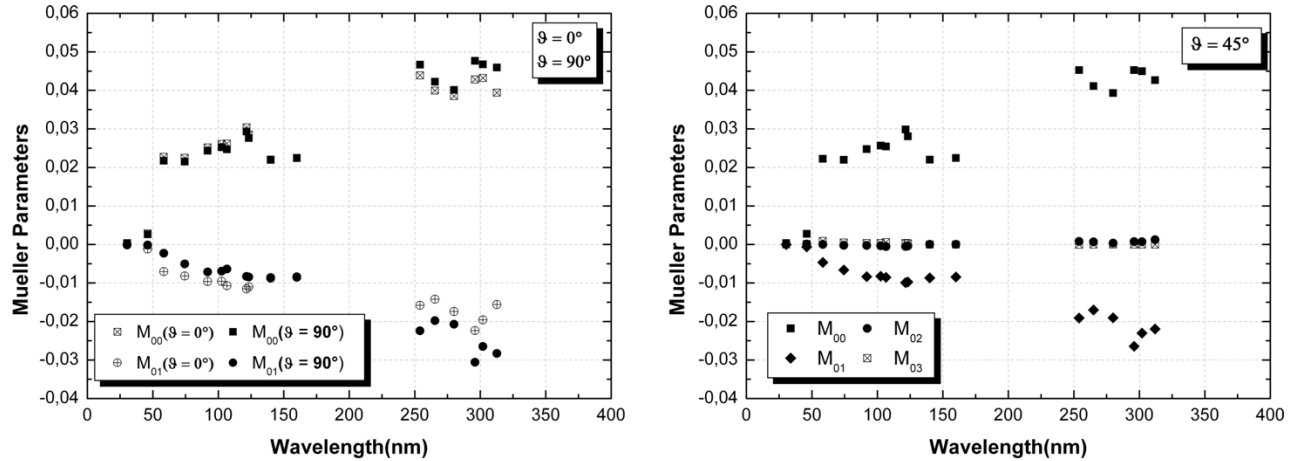 0,06
0,05
0,04
0,03
0,02
0,01
0,00
-0,01
-0,02
-0,03
-0,04
Mueller Parameters
ϑ = 0°
ϑ = 90°
M00(ϑ = 0°) M00(ϑ = 90°)
M01(ϑ = 0°) M01(ϑ = 90°)
0 50 100 150 200 250 300 350 400
Wavelength(nm)
0,06
0,05
0,04
0,03
0,02
0,01
0,00
-0,01
-0,02
-0,03
-0,04
Mueller Parameters
ϑ = 45°
M00 M02
M01 M03
0 50 100 150 200 250 300 350 400
Wavelength(nm)